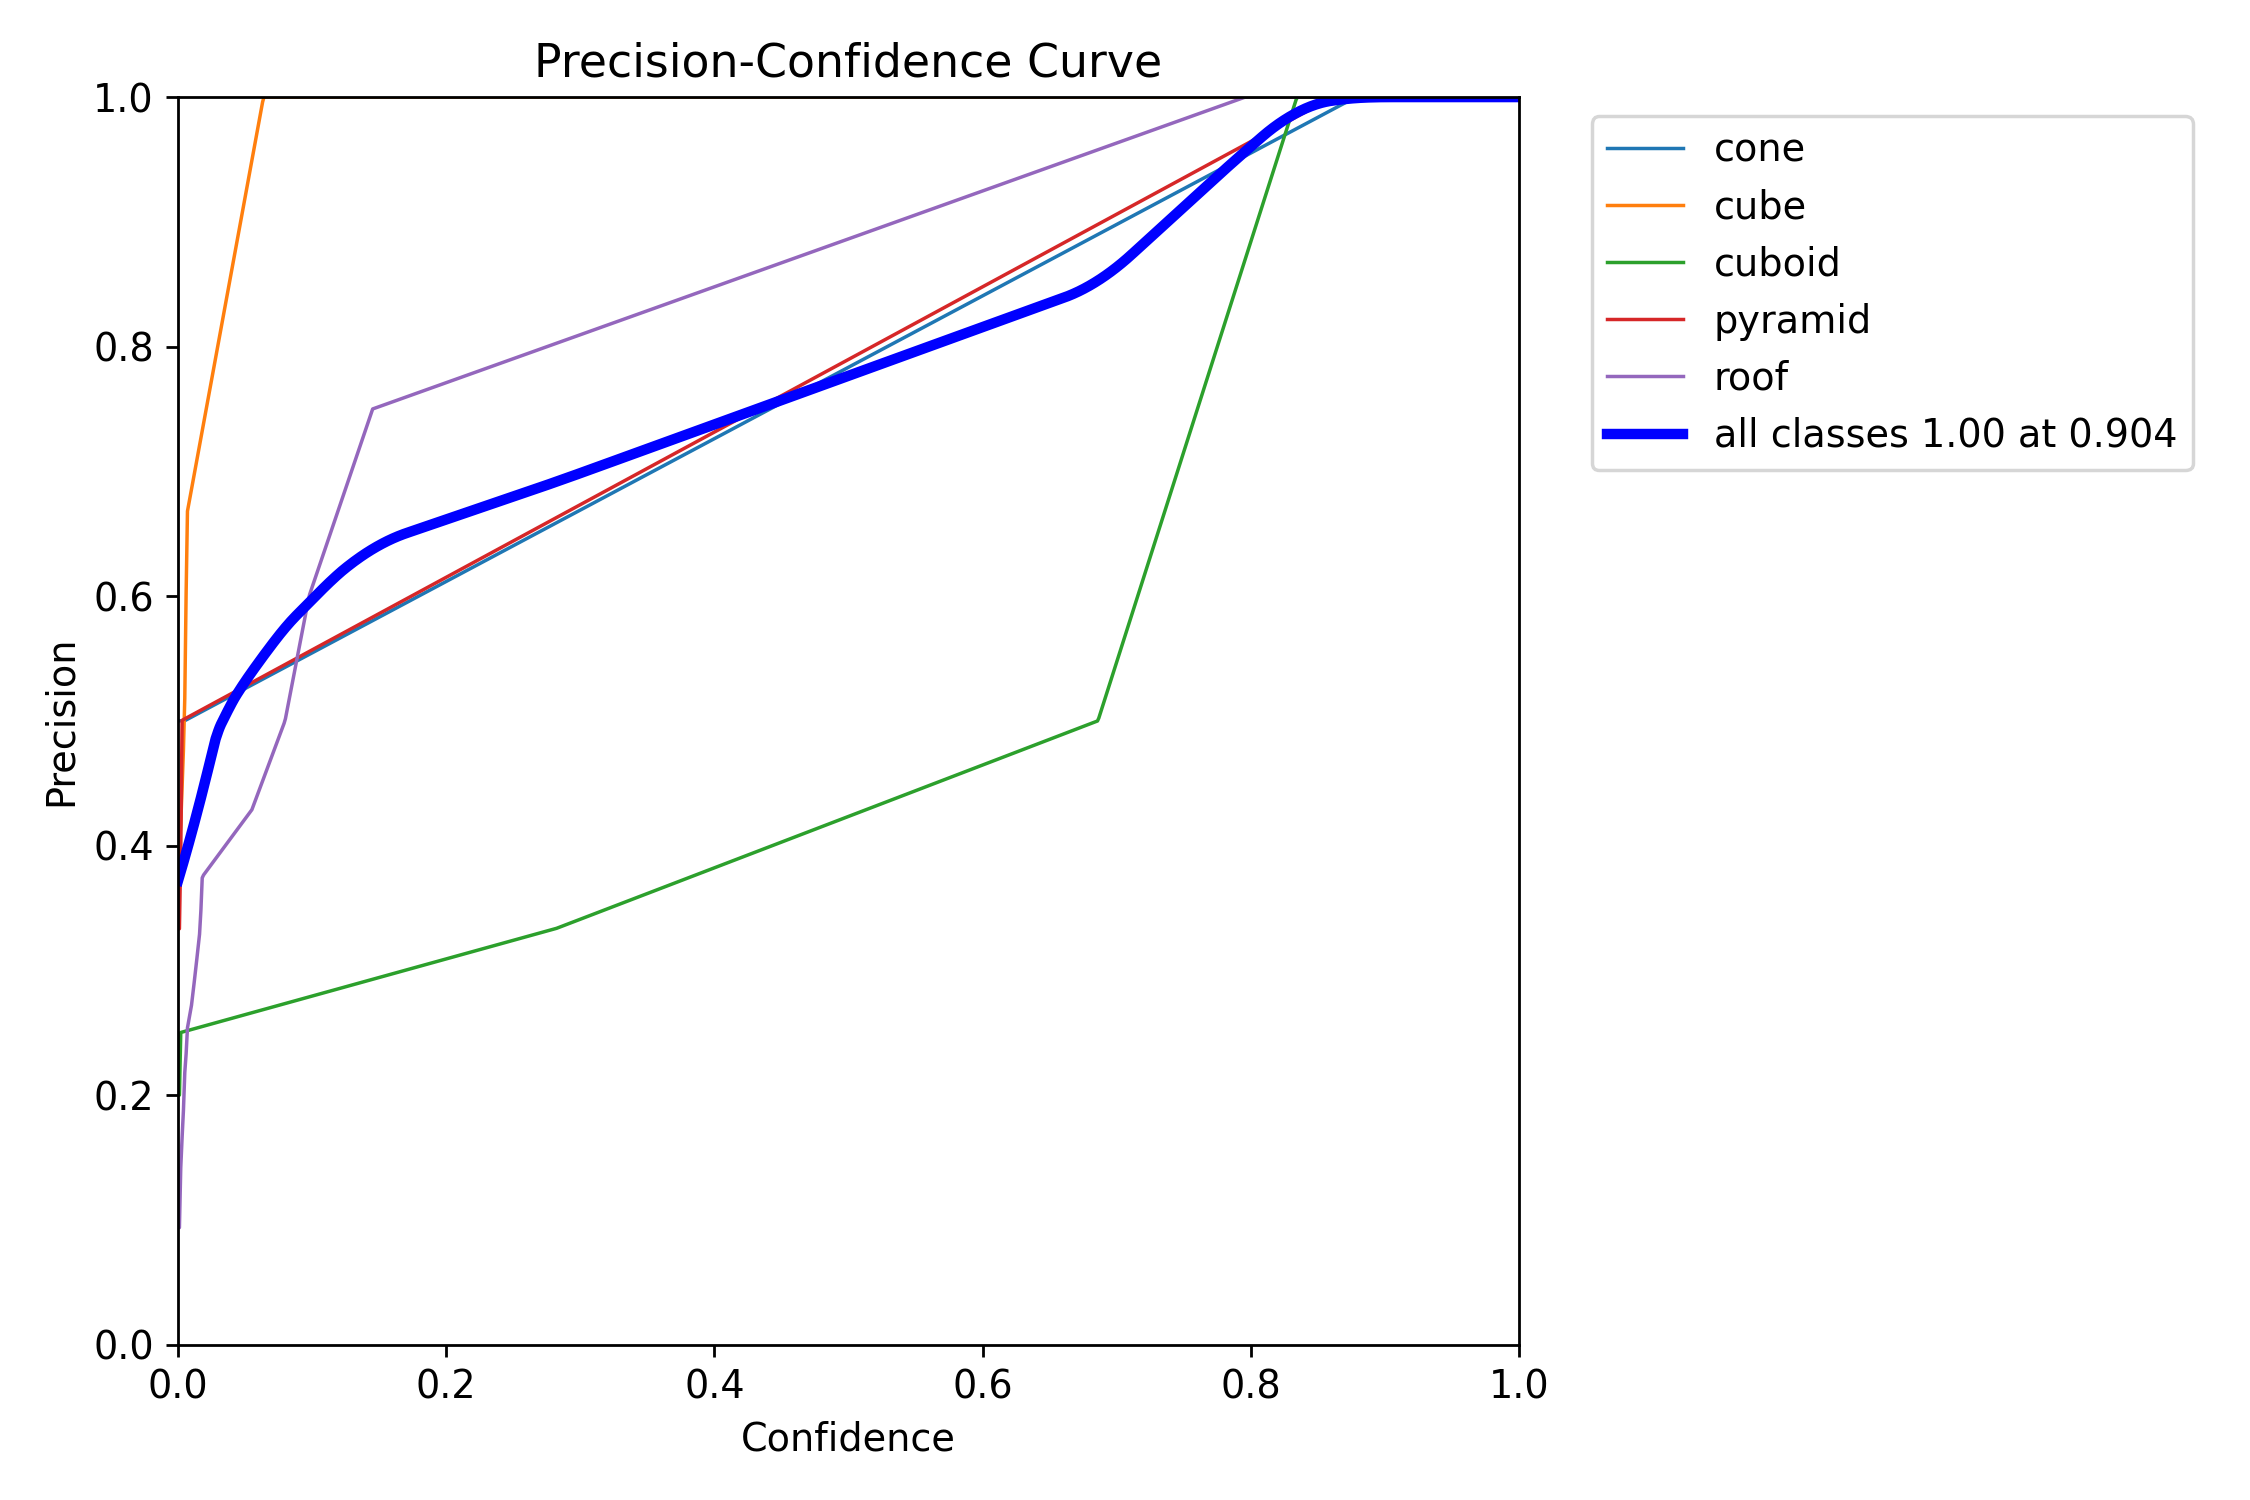 Precision-Confidence Curve
1.0
0.8
0.6
0.4
0.2
0.0
Precision
0.0 0.2 0.4 0.6 0.8 1.0
Confidence
cone
cube
cuboid
pyramid
roof
all classes 1.00 at 0.904